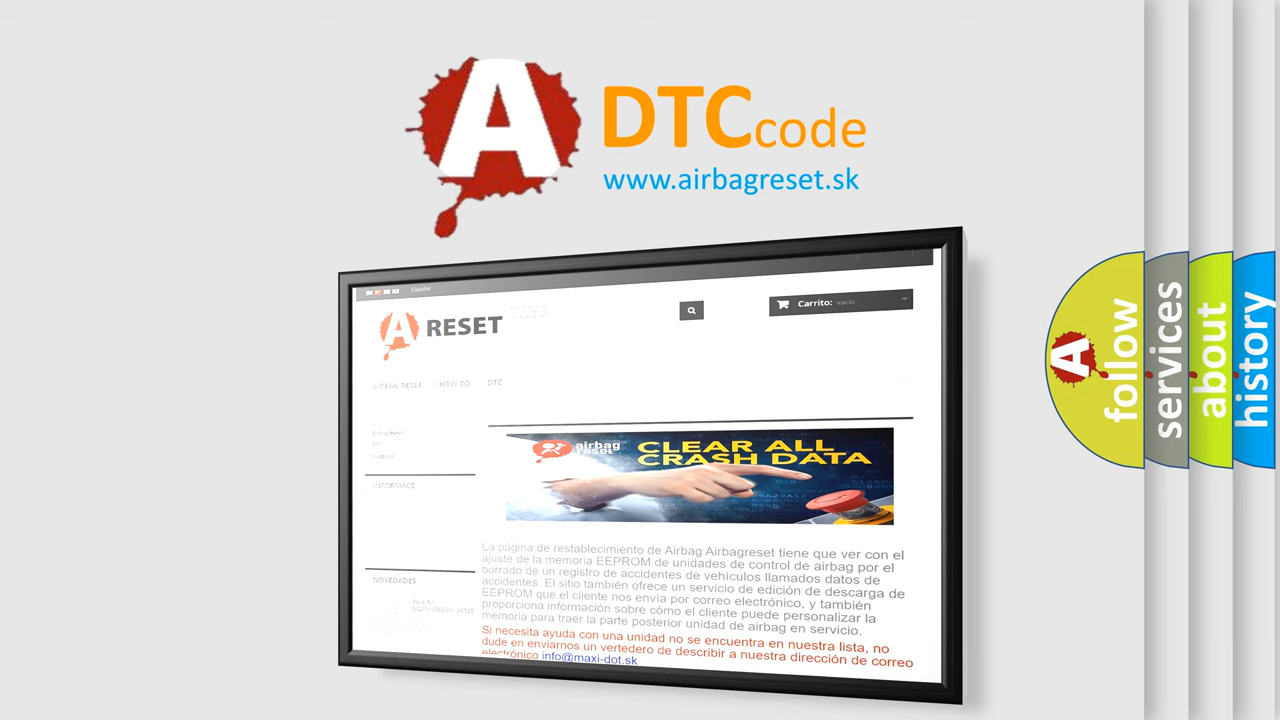 A
DTCcode
www.airbagreset.sk
Español
A RESET
Carrito: vacío
AIRBAG RESET HOW TO DTC
INFORMACE
NOVEDADES
airbag
reset
CLEAR ALL
CRASH DATA
La página de restablecimiento de Airbag Airbagreset tiene que ver con el
ajuste de la memoria EEPROM de unidades de control de airbag por el
borrado de un registro de accidentes de vehículos llamados datos de
accidentes. El sitio también ofrece un servicio de edición de descarga de
EEPROM que el cliente nos envía por correo electrónico, y también
proporciona información sobre cómo el cliente puede personalizar la
memoria para traer la parte posterior unidad de airbag en servicio.
Si necesita ayuda con una unidad no se encuentra en nuestra lista, no
dude en enviarnos un vertedero de describir a nuestra dirección de correo
electrónico info@maxi-dot.sk
A
follow
services
about
history